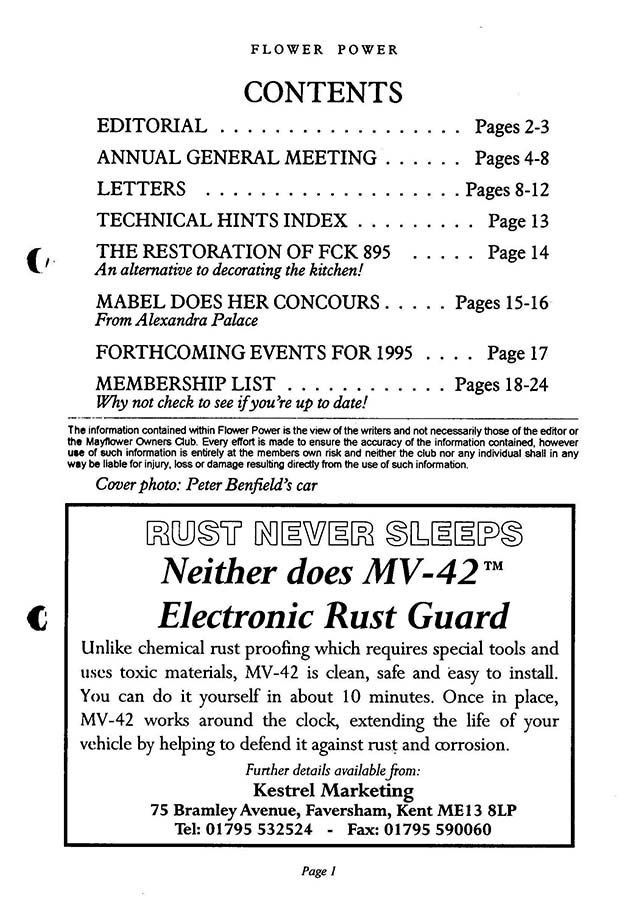 FLOWER POWER
CONTENTS
EDITORIAL . . . . . . . . . . . . . . . . . . Pages 2-3
ANNUAL GENERAL MEETING . . . . . . Pages 4-8
LETTERS . . . . . . . . . . . . . . . . . . . Pages 8-12
TECHNICAL HINTS INDEX . . . . . . . . . Page 13
THE RESTORATION OF FCK 895 . . . . . Page 14
An alternative to decorating the kitchen!
MABEL DOES HER CONCOURS . . . . . Pages 15-16
From Alexandra Palace
FORTHCOMING EVENTS FOR 1995 . . . . Page 17
MEMBERSHIP LIST . . . . . . . . . . . . Pages 18-24
Why not check to see if you're up to date!
The information contained within Flower Power is the view of the writers and not necessarily those of the editor or
the Mayflower Owners Club. Every effort is made to ensure the accuracy of the information contained, however
use of such information is entirely at the members own risk and neither the club nor any individual shall in any
way be liable for injury, loss or damage resulting directly from the use of such information.
Cover photo: Peter Benfield's car
RUST NEVER SLEEPS
Neither does MV-42™
Electronic Rust Guard
Unlike chemical rust proofing which requires special tools and
uses toxic materials, MV-42 is clean, safe and easy to install.
You can do it yourself in about 10 minutes. Once in place,
MV-42 works around the clock, extending the life of your
vehicle by helping to defend it against rust and corrosion.
Further details available from:
Kestrel Marketing
75 Bramley Avenue, Faversham, Kent ME13 8LP
Tel: 01795 532524 - Fax: 01795 590060
Page 1